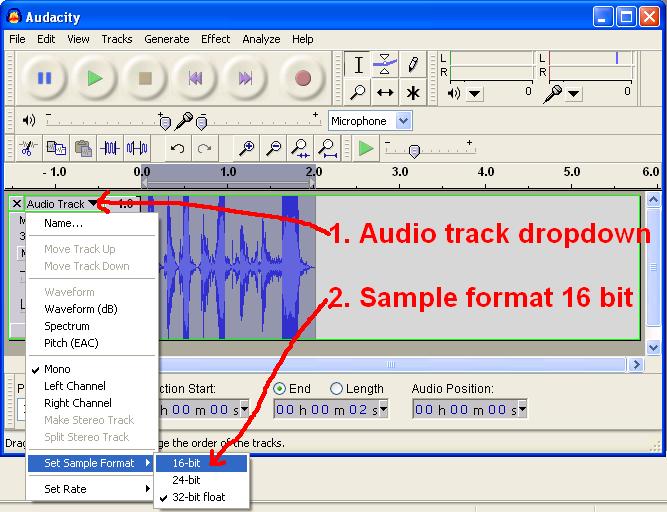 Audacity
File Edit View Tracks Generate Effect Analyze Help
L
R
0
L
R
0
Microphone
- 1.0 0.0 1.0 2.0 3.0 4.0 5.0 6.0
Audio Track 1.0
1. Audio track dropdown
Name...
Move Track Up
Move Track Down
2. Sample format 16 bit
Waveform
Waveform (dB)
Spectrum
Pitch (EAC)
Mono
Left Channel
Right Channel
Make Stereo Track
Split Stereo Track
ction Start: End Length Audio Position:
00 h 00 m 00 s 00 h 00 m 02 s 00 h 00 m 00 s
Drag ge the order of the tracks.
Set Sample Format
16-bit
24-bit
32-bit float
Set Rate